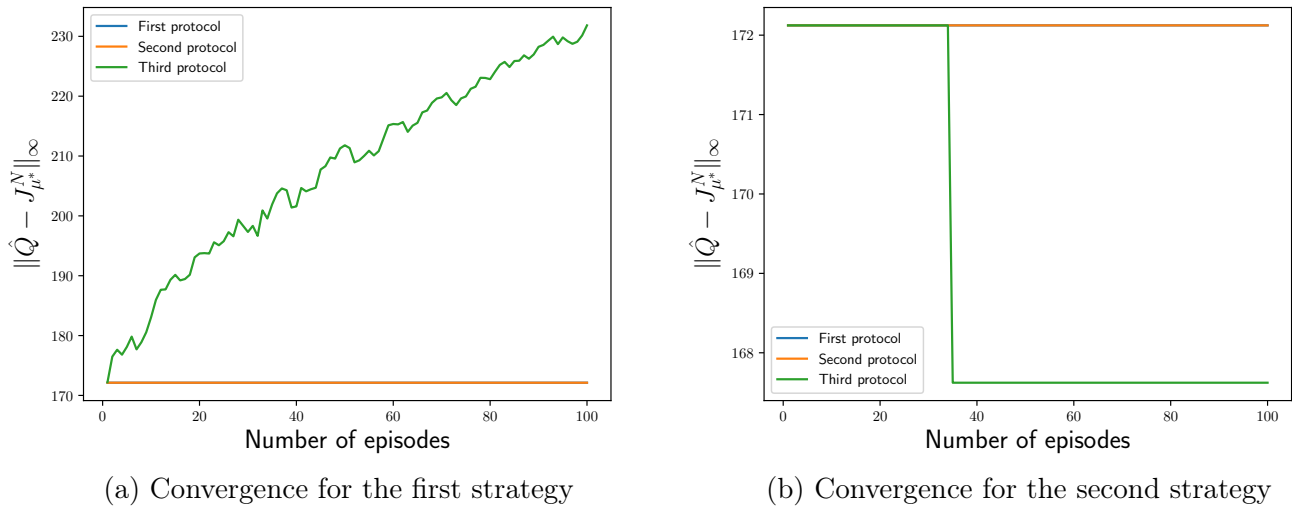 230
220
210
200
190
180
170
0
20
40
60
80
100
First protocol
Second protocol
Third protocol
||Q̂ − J^N_{μ*}||_∞
Number of episodes
(a) Convergence for the first strategy
172
171
170
169
168
0
20
40
60
80
100
First protocol
Second protocol
Third protocol
||Q̂ − J^N_{μ*}||_∞
Number of episodes
(b) Convergence for the second strategy